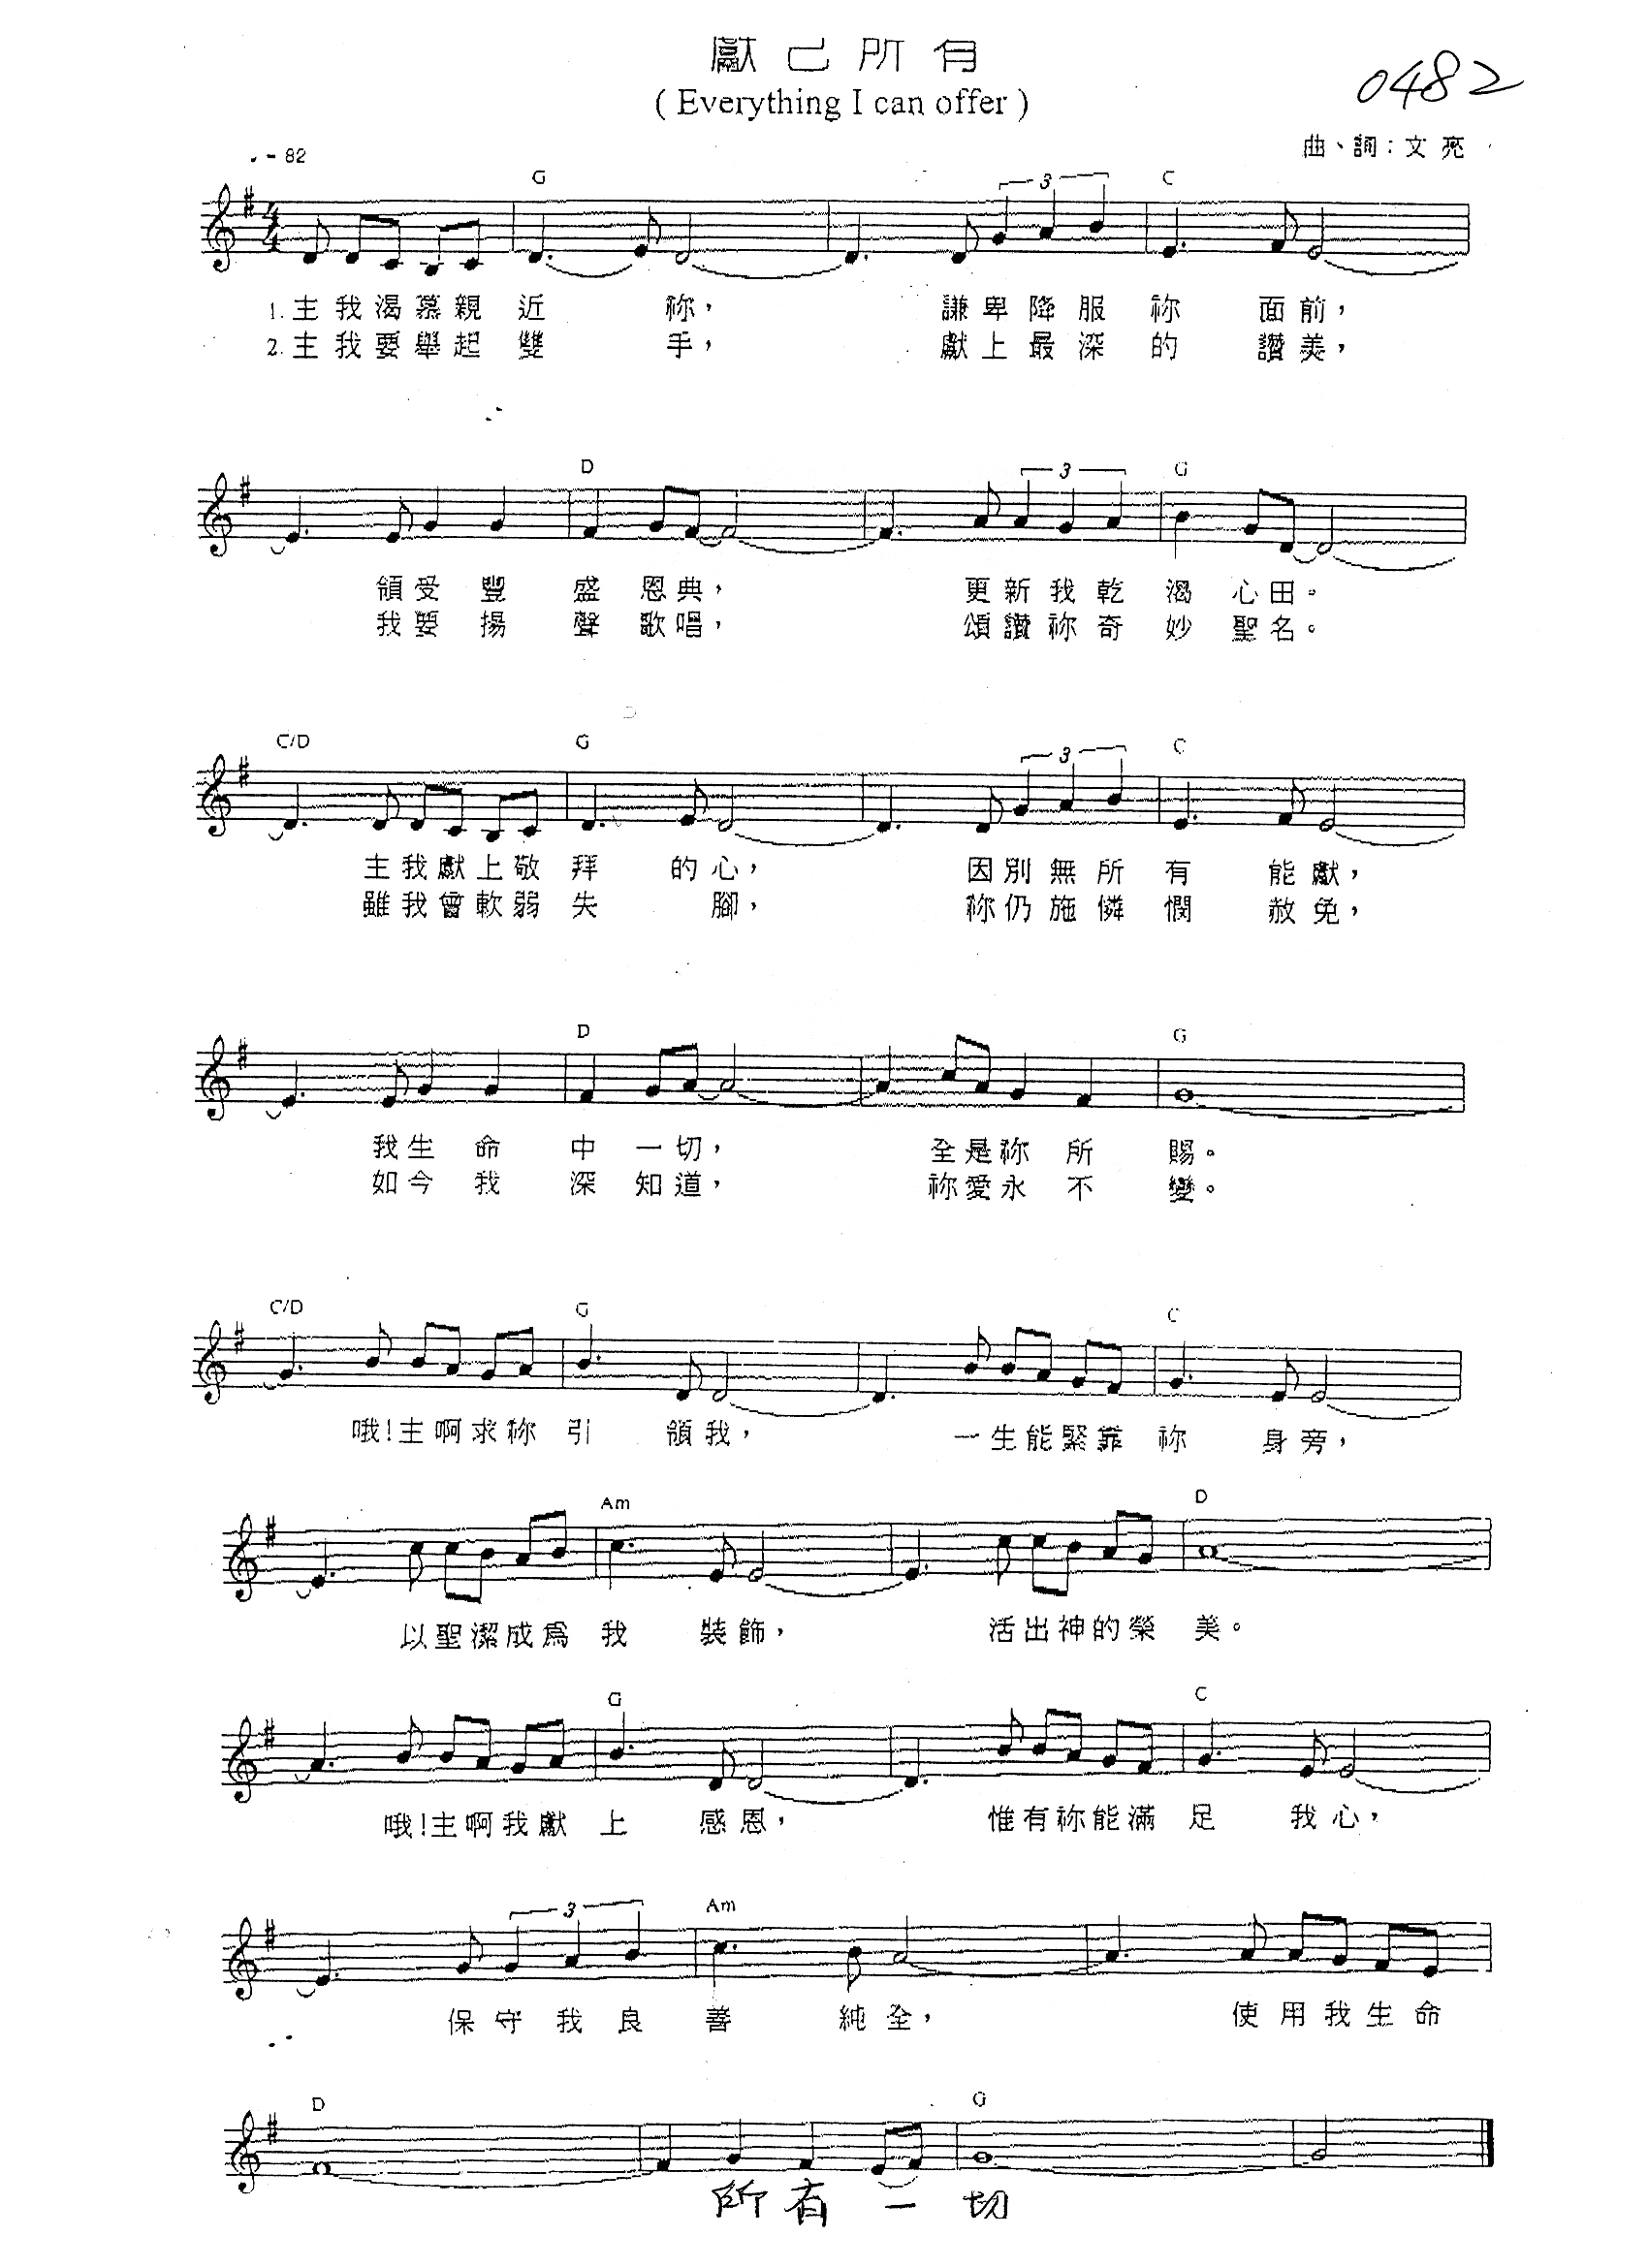 獻己所有
( Everything I can offer )
0482
曲、詞：文亮
♩= 82
G C
3
1. 主我渴慕親近祢， 謙卑降服祢面前，
2. 主我要舉起雙手， 獻上最深的讚美，
D 3 G
領受豐盛恩典， 更新我乾渴心田。
我要揚聲歌唱， 頌讚祢奇妙聖名。
C/D G 3 C
主我獻上敬拜的心， 因別無所有能獻，
雖我會軟弱失腳， 祢仍施憐憫赦免，
D G
我生命中一切， 全是祢所賜。
如今我深知道， 祢愛永不變。
C/D G C
哦!主啊求祢引領我， 一生能緊靠祢身旁，
Am D
以聖潔成爲我裝飾， 活出神的榮美。
G C
哦!主啊我獻上感恩， 惟有祢能滿足我心，
3 Am
保守我良善純全， 使用我生命
D G
所有一切